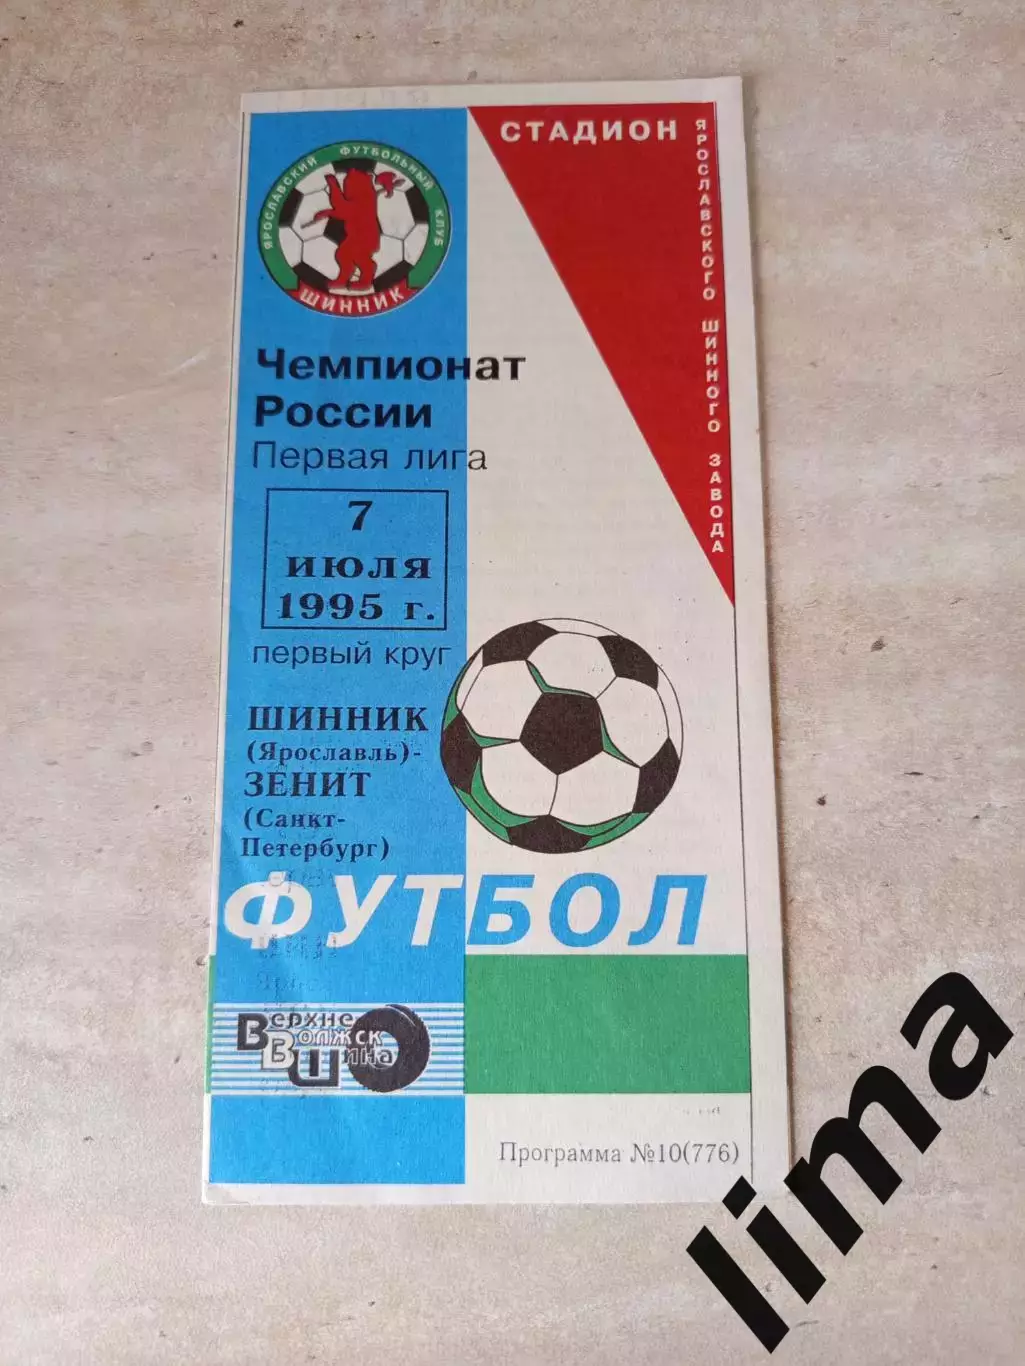 СТАДИОН
ЯРОСЛАВСКОГО ШИННОГО ЗАВОДА
ЯРОСЛАВСКИЙ ФУТБОЛЬНЫЙ КЛУБ
ШИННИК
Чемпионат
России
Первая лига
7
ИЮЛЯ
1995 г.
первый круг
ШИННИК
(Ярославль)-
ЗЕНИТ
(Санкт-
Петербург)
ФУТБОЛ
Верхне
Волжск
Шина
Программа №10(776)
lima